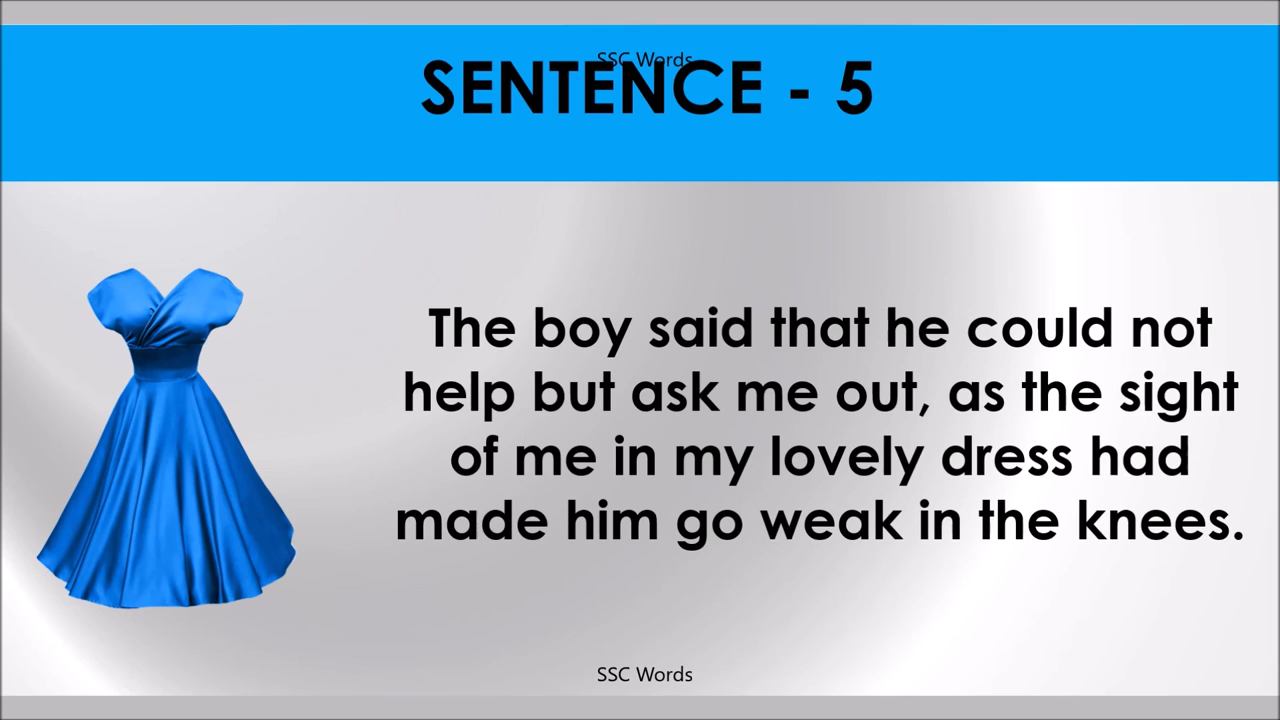 SSC Words
SENTENCE - 5
The boy said that he could not
help but ask me out, as the sight
of me in my lovely dress had
made him go weak in the knees.
SSC Words